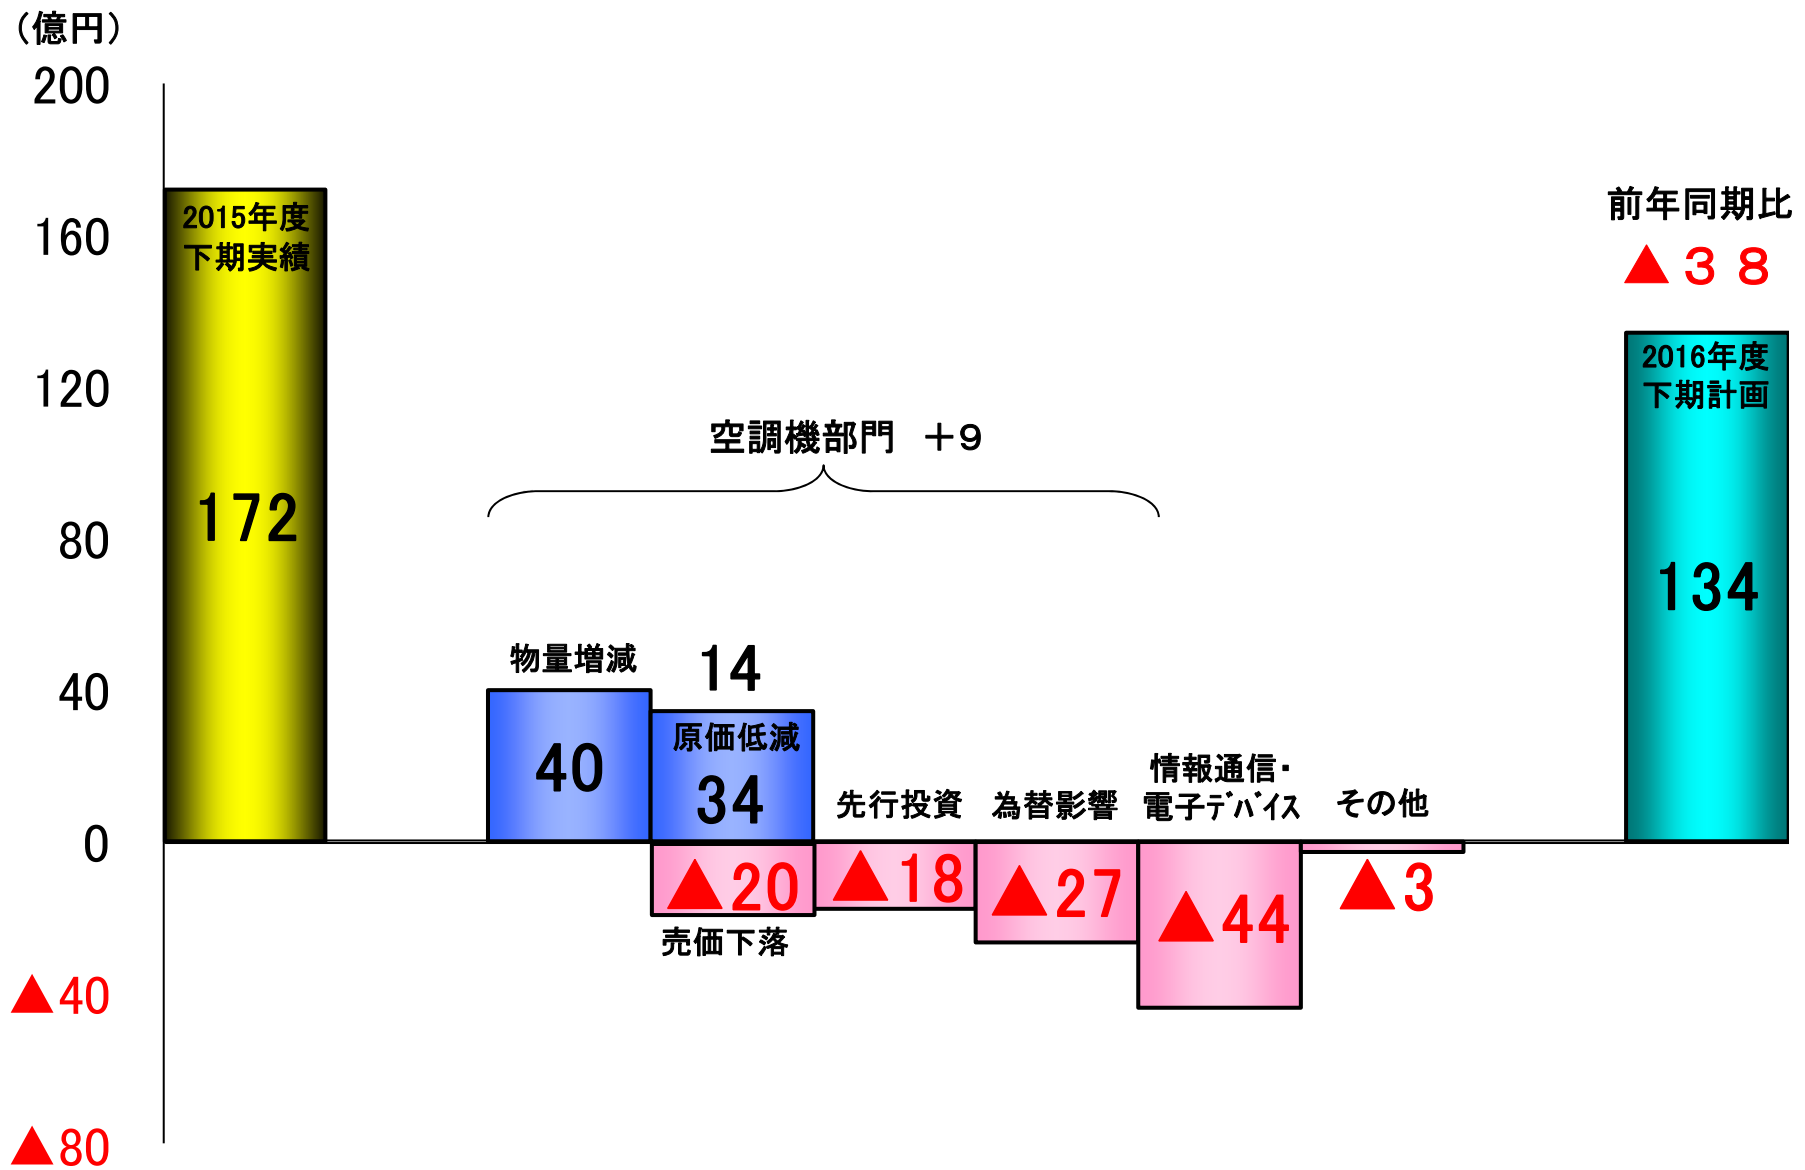 （億円）
200
160
120
80
40
0
▲40
▲80
2015年度
下期実績
172
空調機部門　＋9
物量増減
40
14
原価低減
34
▲20
売価下落
先行投資
▲18
為替影響
▲27
情報通信・
電子ﾃﾞﾊﾞｲｽ
▲44
その他
▲3
前年同期比
▲３８
2016年度
下期計画
134